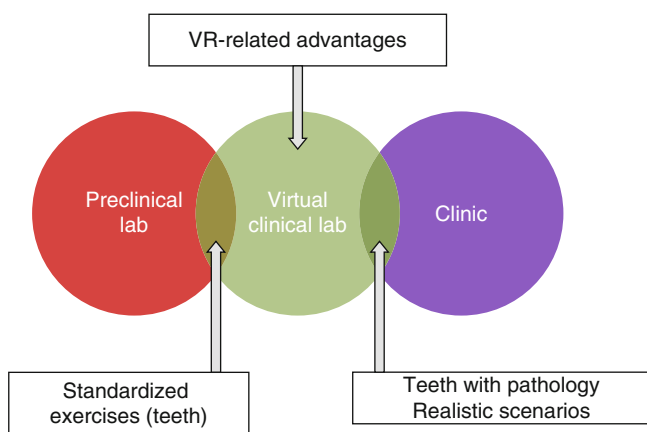 VR-related advantages
Preclinical
lab
Virtual
clinical lab
Clinic
Standardized
exercises (teeth)
Teeth with pathology
Realistic scenarios